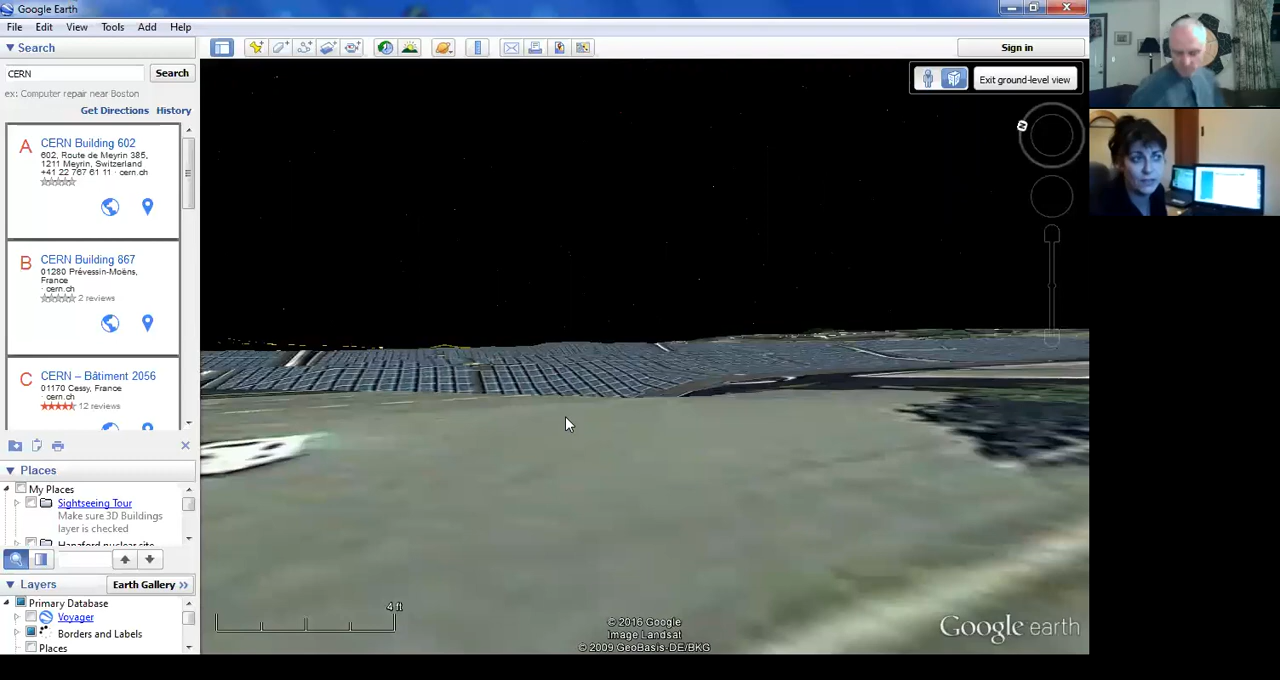 Google Earth
File Edit View Tools Add Help
Search
CERN
Search
ex: Computer repair near Boston
Get Directions History
A
CERN Building 602
602, Route de Meyrin 385,
1211 Meyrin, Switzerland
+41 22 767 61 11 · cern.ch
B
CERN Building 867
01280 Prévessin-Moëns,
France
· cern.ch
2 reviews
C
CERN – Bâtiment 2056
01170 Cessy, France
· cern.ch
12 reviews
Places
My Places
Sightseeing Tour
Make sure 3D Buildings
layer is checked
Hanaford nuclear site
Layers
Earth Gallery >>
Primary Database
Voyager
Borders and Labels
Places
Sign in
Exit ground-level view
N
4 ft
© 2016 Google
Image Landsat
© 2009 GeoBasis-DE/BKG
Google earth